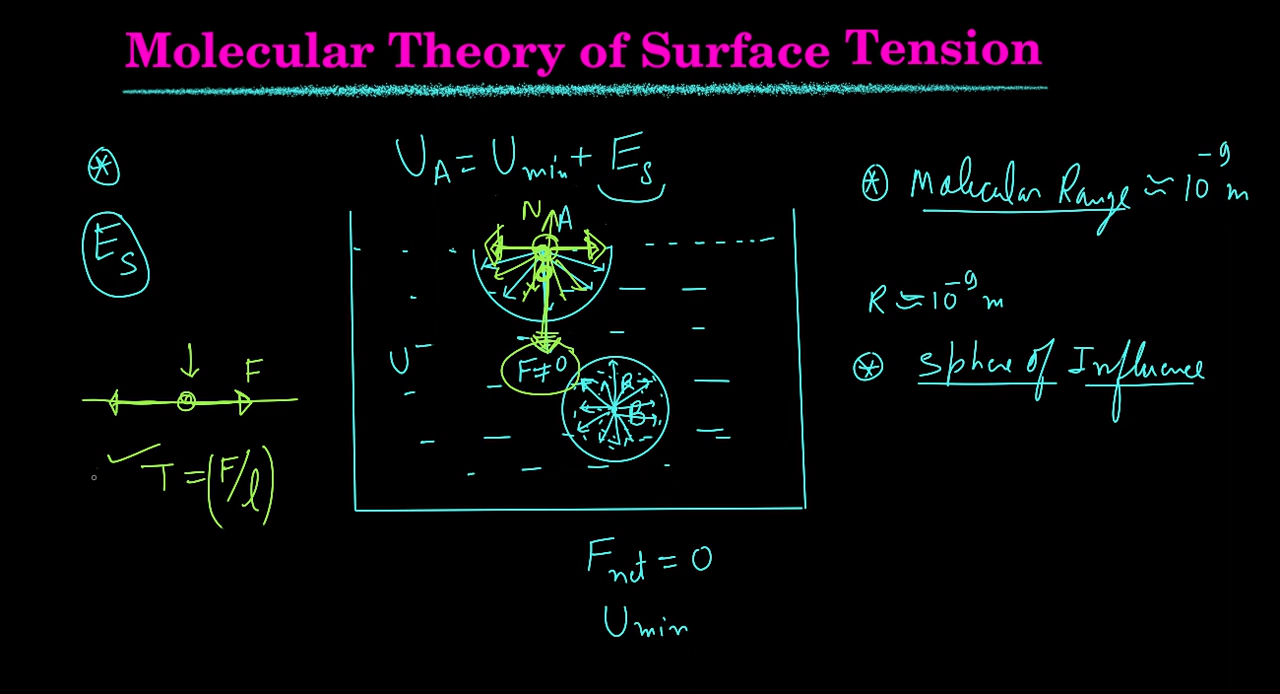 Molecular Theory of Surface Tension
U_A = U_min + E_s
* Molecular Range ≈ 10^-9 m
*
E_s
N A
R ≈ 10^-9 m
* Sphere of Influence
U^-
F≠0
F
R
B
✓ T = (F/l)
F_net = 0
U_min